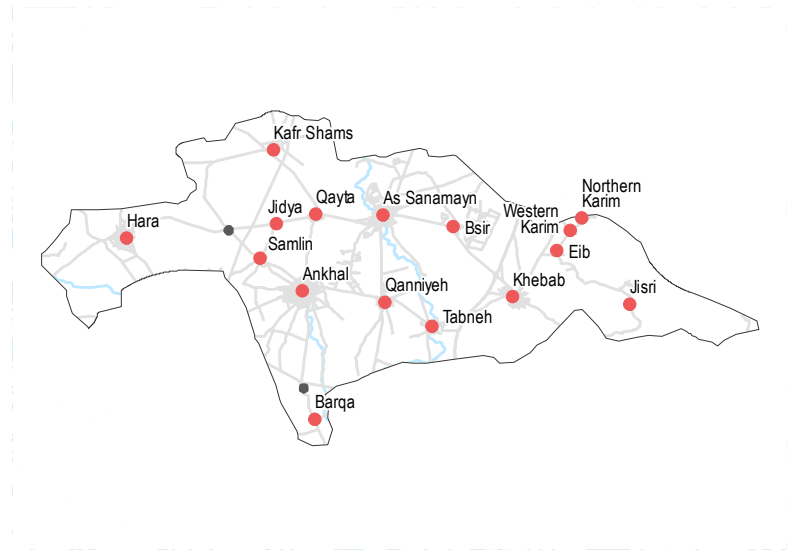 Kafr Shams
Northern
Karim
Qayta
As Sanamayn
Jidya
Western
Karim
Hara
Bsir
Samlin
Eib
Ankhal
Qanniyeh
Khebab
Jisri
Tabneh
Barqa